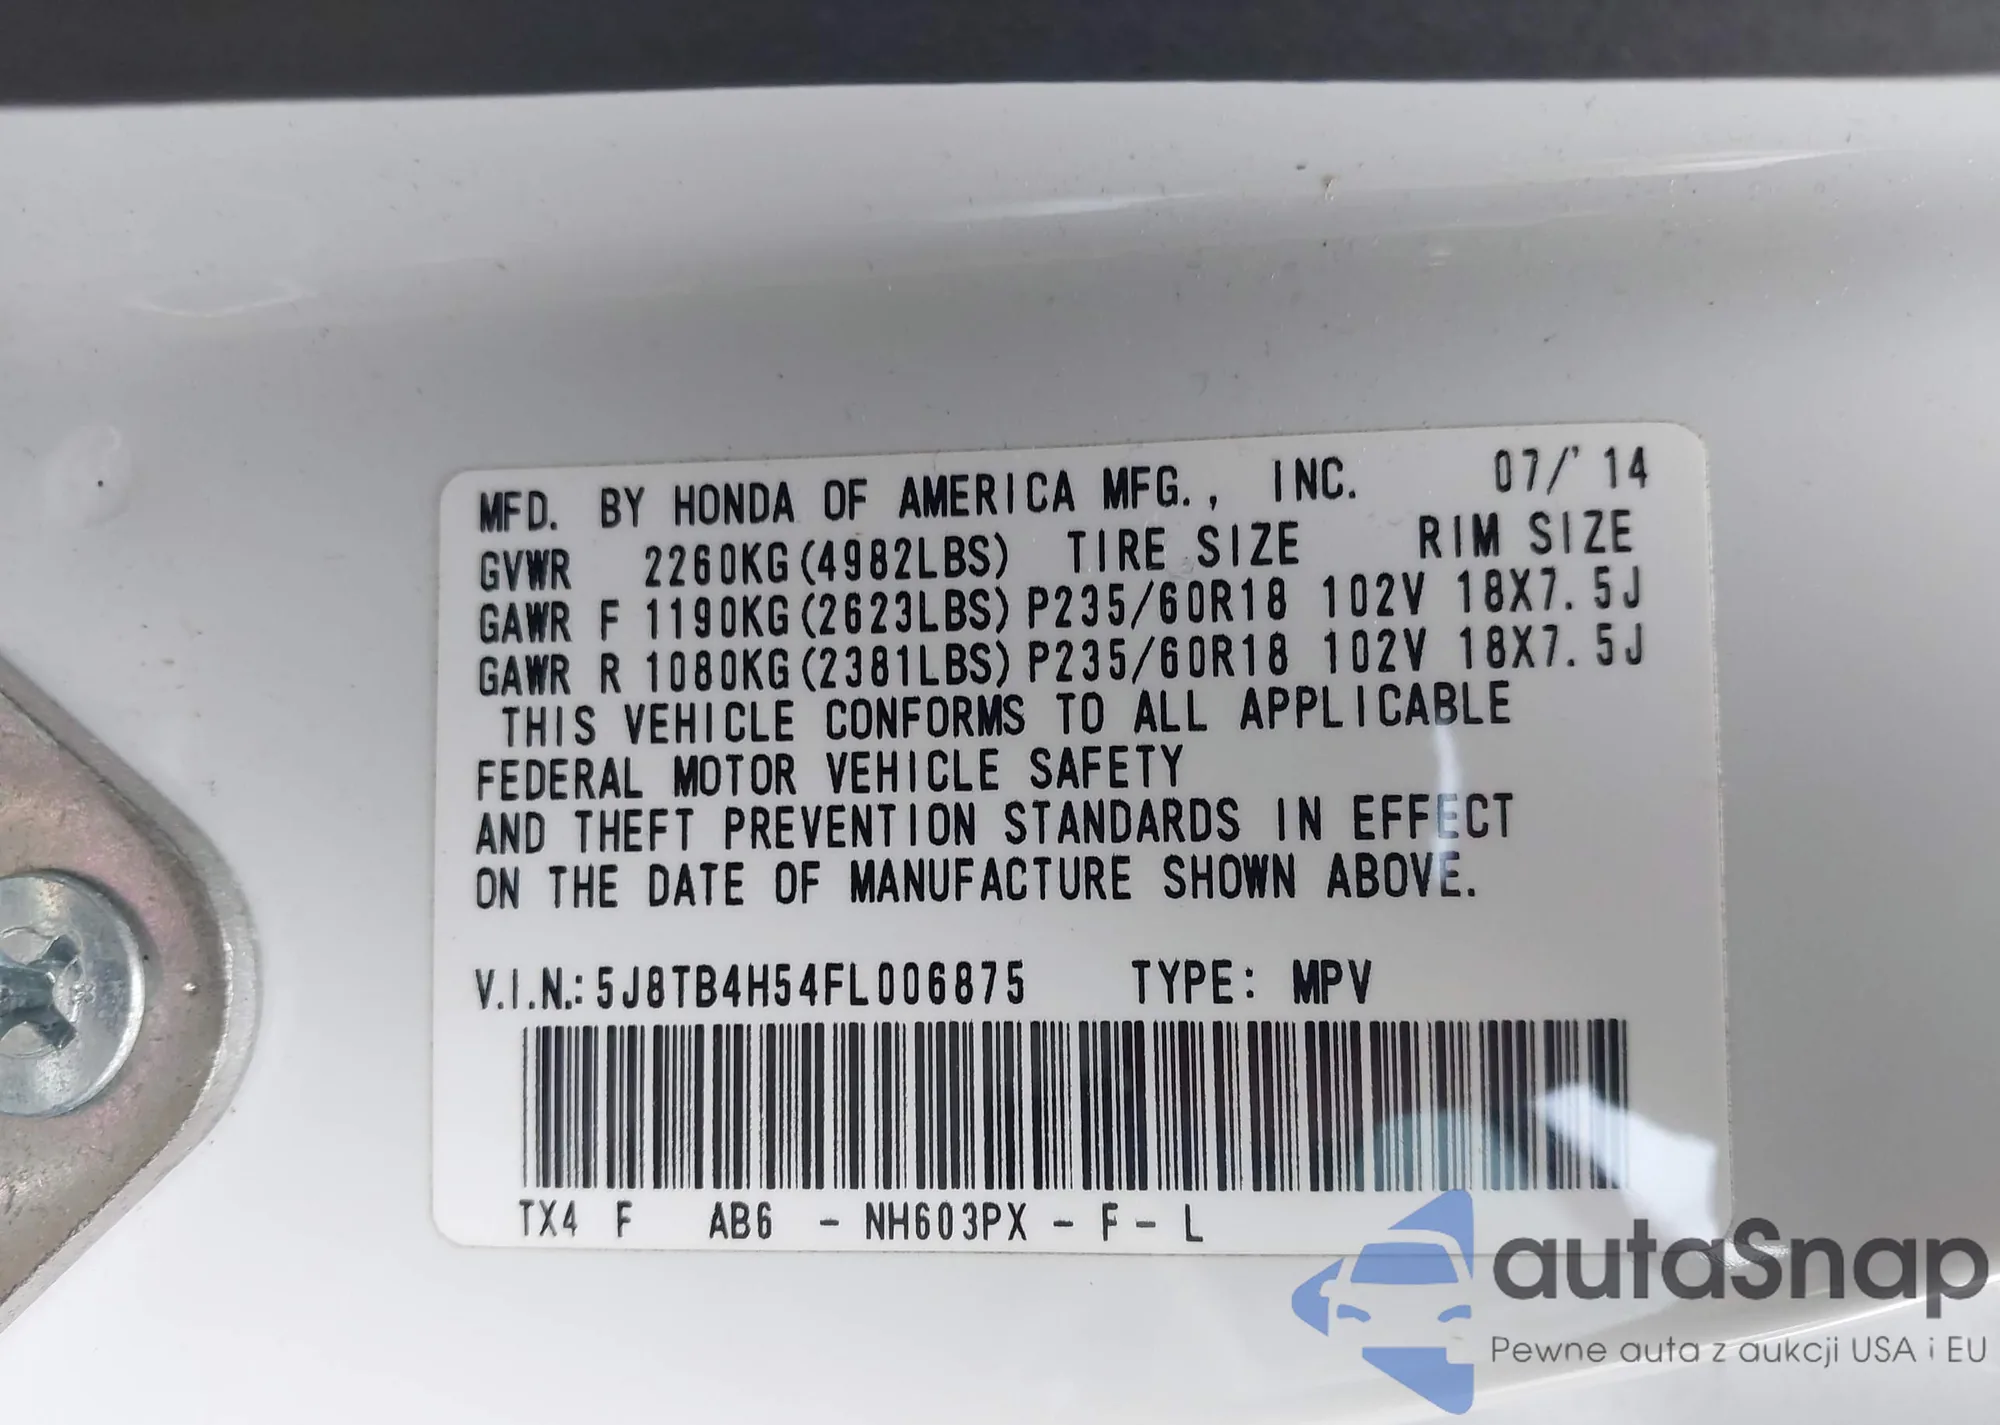 MFD. BY HONDA OF AMERICA MFG., INC. 07/'14
GVWR 2260KG(4982LBS) TIRE SIZE RIM SIZE
GAWR F 1190KG(2623LBS) P235/60R18 102V 18X7.5J
GAWR R 1080KG(2381LBS) P235/60R18 102V 18X7.5J
THIS VEHICLE CONFORMS TO ALL APPLICABLE
FEDERAL MOTOR VEHICLE SAFETY
AND THEFT PREVENTION STANDARDS IN EFFECT
ON THE DATE OF MANUFACTURE SHOWN ABOVE.
V.I.N.: 5J8TB4H54FL006875 TYPE: MPV
TX4 F AB6 - NH603PX - F - L
autaSnap
Pewne auta z aukcji USA i EU